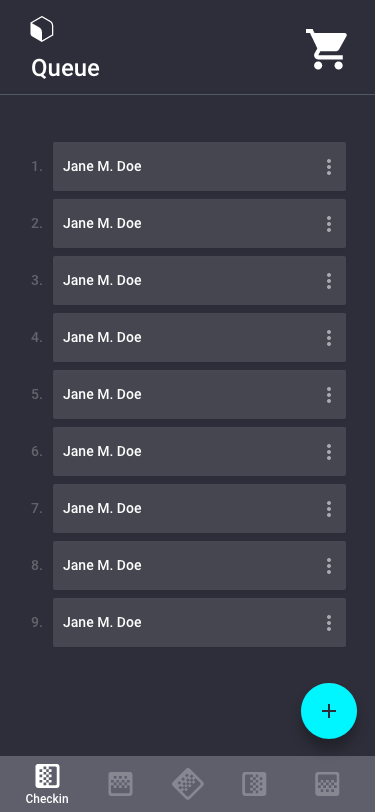 Queue
1. Jane M. Doe
2. Jane M. Doe
3. Jane M. Doe
4. Jane M. Doe
5. Jane M. Doe
6. Jane M. Doe
7. Jane M. Doe
8. Jane M. Doe
9. Jane M. Doe
Checkin